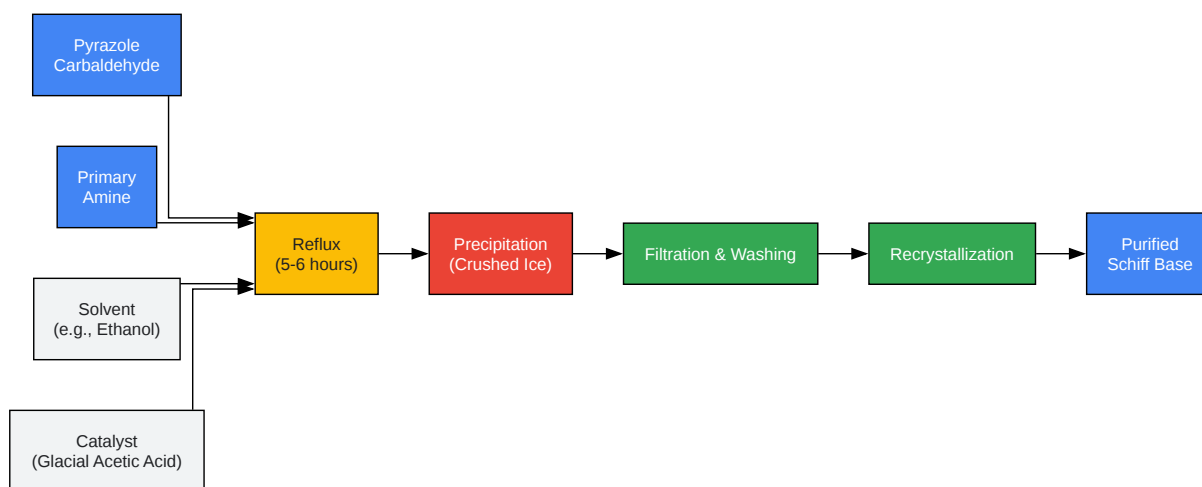 Pyrazole
Carbaldehyde
Primary
Amine
Solvent
(e.g., Ethanol)
Catalyst
(Glacial Acetic Acid)
Reflux
(5-6 hours)
Precipitation
(Crushed Ice)
Filtration & Washing
Recrystallization
Purified
Schiff Base